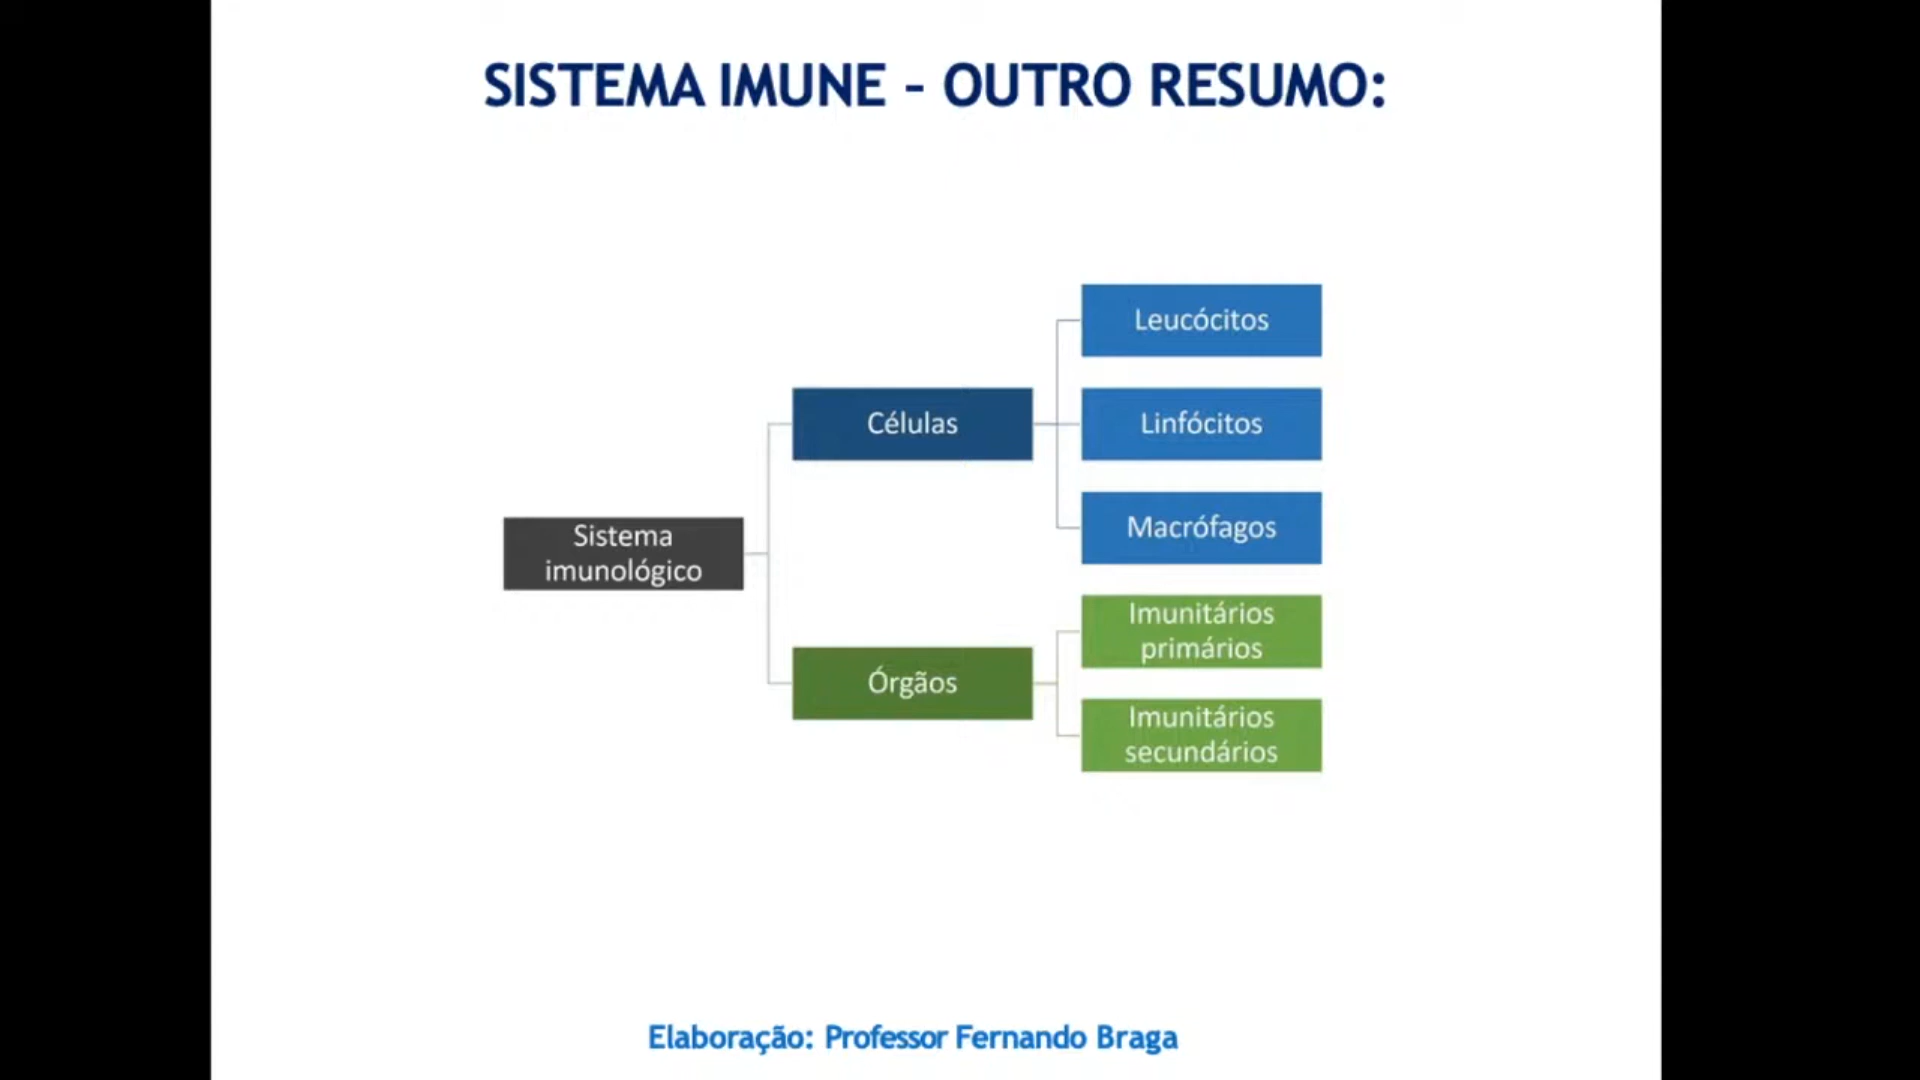 SISTEMA IMUNE - OUTRO RESUMO:
Leucócitos
Células
Linfócitos
Macrófagos
Sistema
imunológico
Imunitários
primários
Órgãos
Imunitários
secundários
Elaboração: Professor Fernando Braga